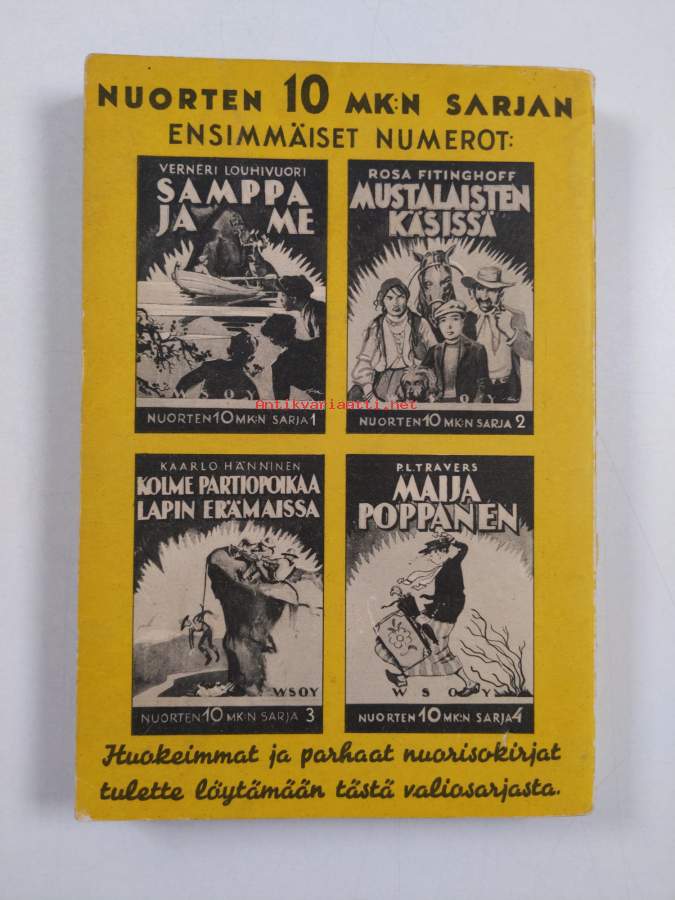 NUORTEN 10 MK:N SARJAN
ENSIMMÄISET NUMEROT:
VERNERI LOUHIVUORI
SAMPPA
JA ME
WSOY
NUORTEN 10 MK:N SARJA 1
ROSA FITINGHOFF
MUSTALAISTEN
KÄSISSÄ
OY
NUORTEN 10 MK:N SARJA 2
antikvariaatti.net
KAARLO HÄNNINEN
KOLME PARTIOPOIKAA
LAPIN ERÄMAISSA
WSOY
NUORTEN 10 MK:N SARJA 3
P.L.TRAVERS
MAIJA
POPPANEN
WSOY
NUORTEN 10 MK:N SARJA 4
Huokeimmat ja parhaat nuorisokirjat
tulette löytämään tästä valiosarjasta.